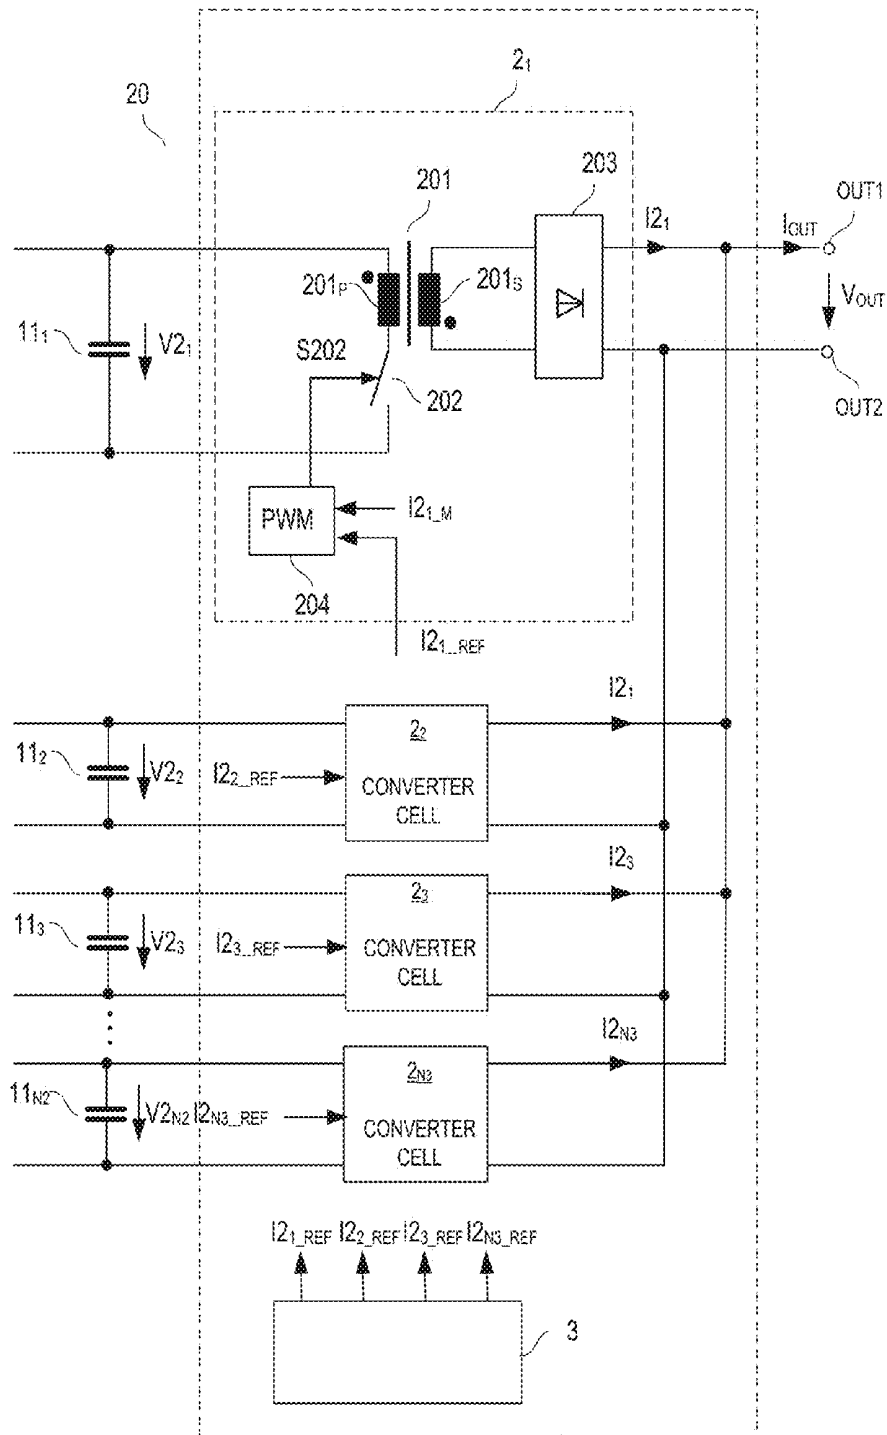 2₁
20
201
203
I2₁
I_OUT
OUT1
201_P
201_S
V_OUT
11₁
V2₁
S202
202
OUT2
PWM
I2₁_M
204
I2₁_REF
I2₁
2₂
11₂
V2₂
I2₂_REF
CONVERTER
CELL
I2₃
2₃
11₃
V2₃
I2₃_REF
CONVERTER
CELL
I2_N3
2_N3
11_N2
V2_N2
I2_N3_REF
CONVERTER
CELL
I2₁_REF I2₂_REF I2₃_REF I2_N3_REF
3